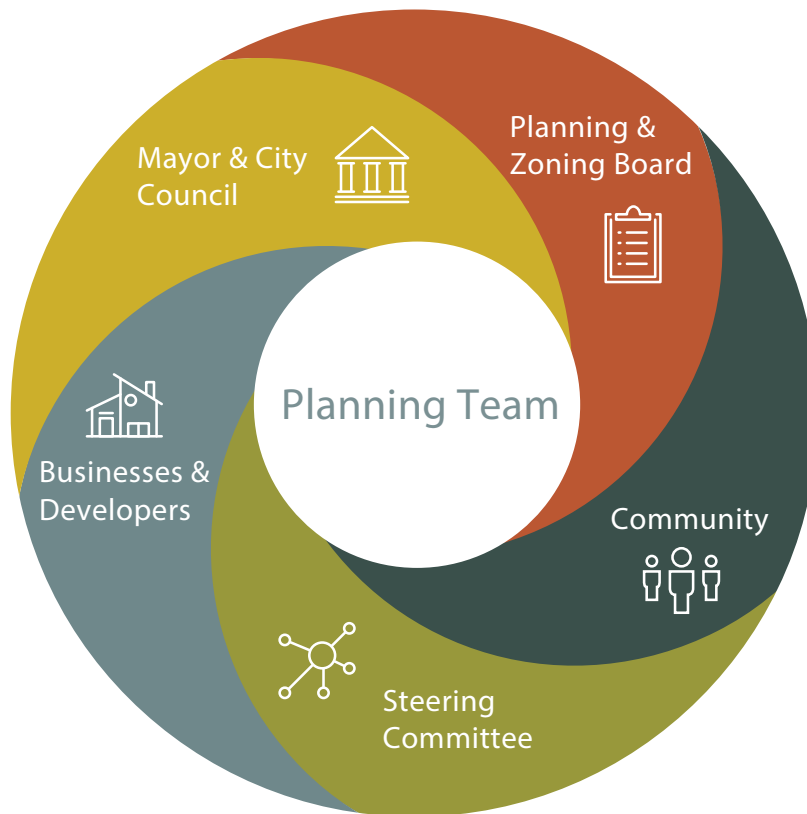 Planning &
Zoning Board
Mayor & City
Council
Planning Team
Businesses &
Developers
Community
Steering
Committee